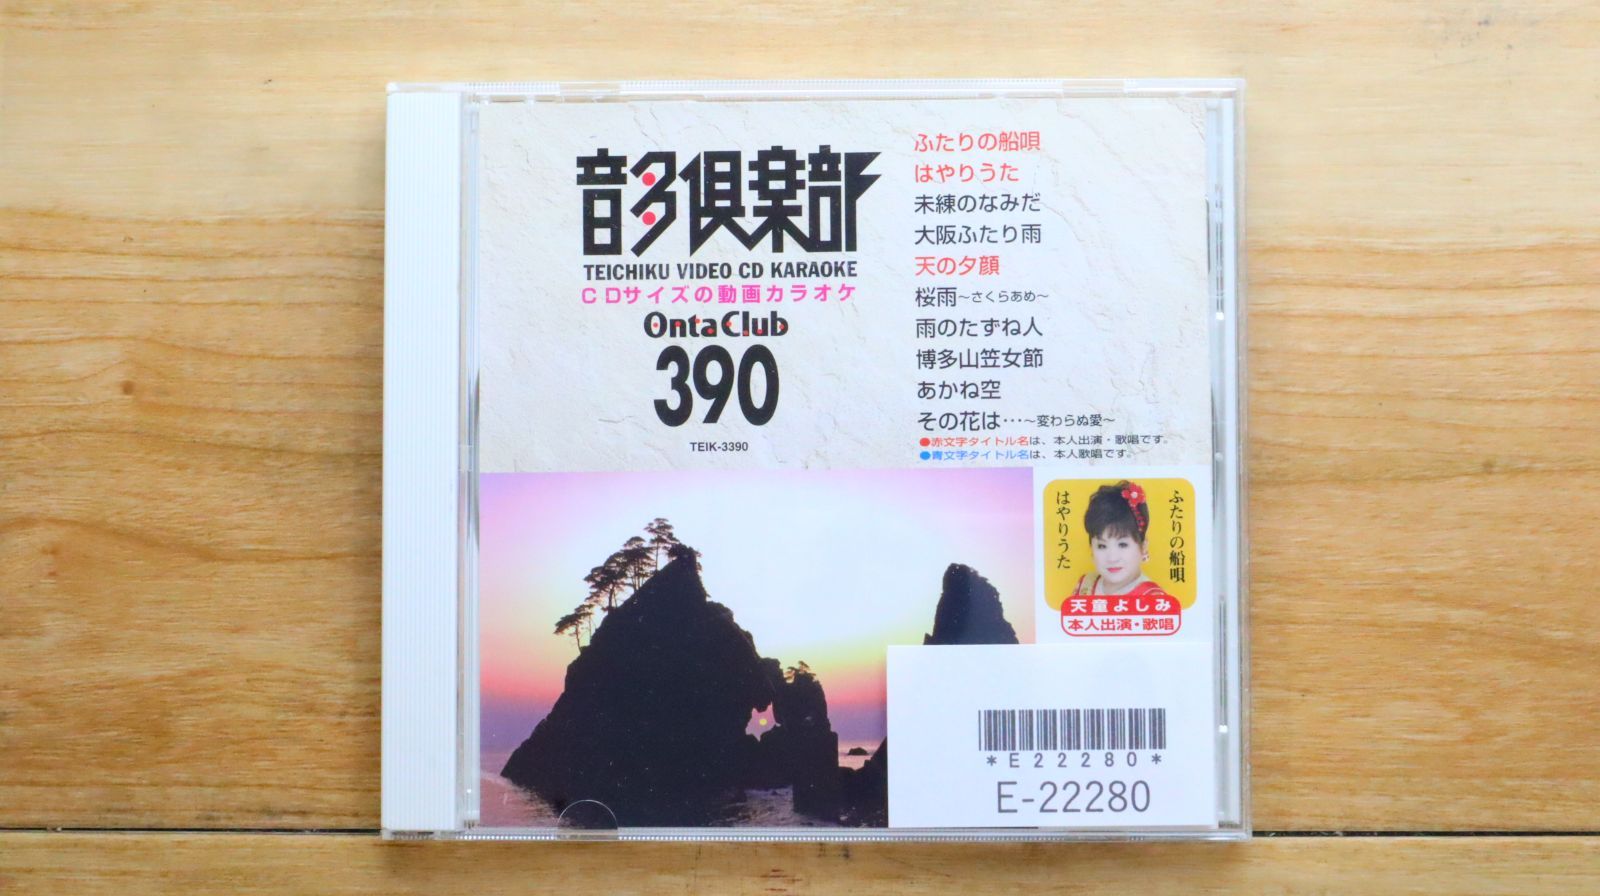 音多倶楽部
TEICHIKU VIDEO CD KARAOKE
CDサイズの動画カラオケ
Onta Club
390
TEIK-3390
ふたりの船唄
はやりうた
未練のなみだ
大阪ふたり雨
天の夕顔
桜雨～さくらあめ～
雨のたずね人
博多山笠女節
あかね空
その花は…～変わらぬ愛～
●赤文字タイトル名は、本人出演・歌唱です。
●青文字タイトル名は、本人歌唱です。
ふたりの船唄
はやりうた
天童よしみ
本人出演・歌唱
*E22280*
E-22280